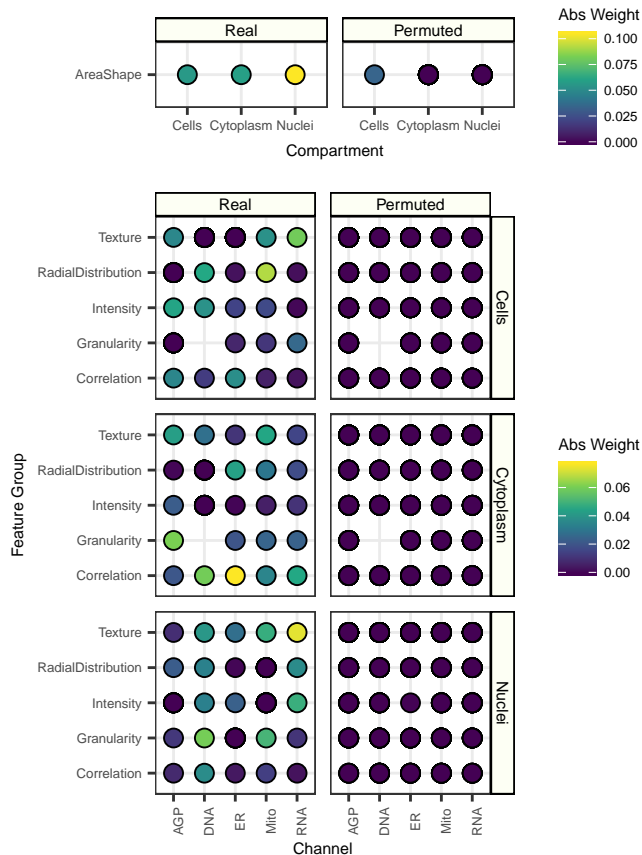 Real Permuted
AreaShape
Cells Cytoplasm Nuclei Cells Cytoplasm Nuclei
Compartment
Abs Weight
0.100
0.075
0.050
0.025
0.000
Real Permuted
Feature Group
Texture
RadialDistribution
Intensity
Granularity
Correlation
Cells
Texture
RadialDistribution
Intensity
Granularity
Correlation
Cytoplasm
Texture
RadialDistribution
Intensity
Granularity
Correlation
Nuclei
AGP DNA ER Mito RNA AGP DNA ER Mito RNA
Channel
Abs Weight
0.06
0.04
0.02
0.00